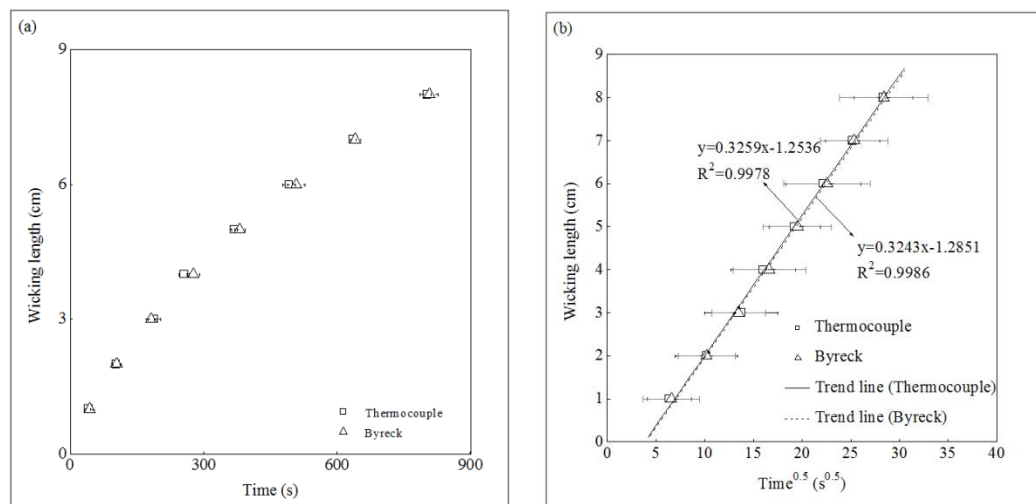 (a)
9
6
3
0
Wicking length (cm)
0 300 600 900
Time (s)
Thermocouple
Byreck
(b)
9
8
7
6
5
4
3
2
1
0
Wicking length (cm)
y=0.3259x-1.2536
R²=0.9978
y=0.3243x-1.2851
R²=0.9986
Thermocouple
Byreck
Trend line (Thermocouple)
Trend line (Byreck)
0 5 10 15 20 25 30 35 40
Time⁰·⁵ (s⁰·⁵)